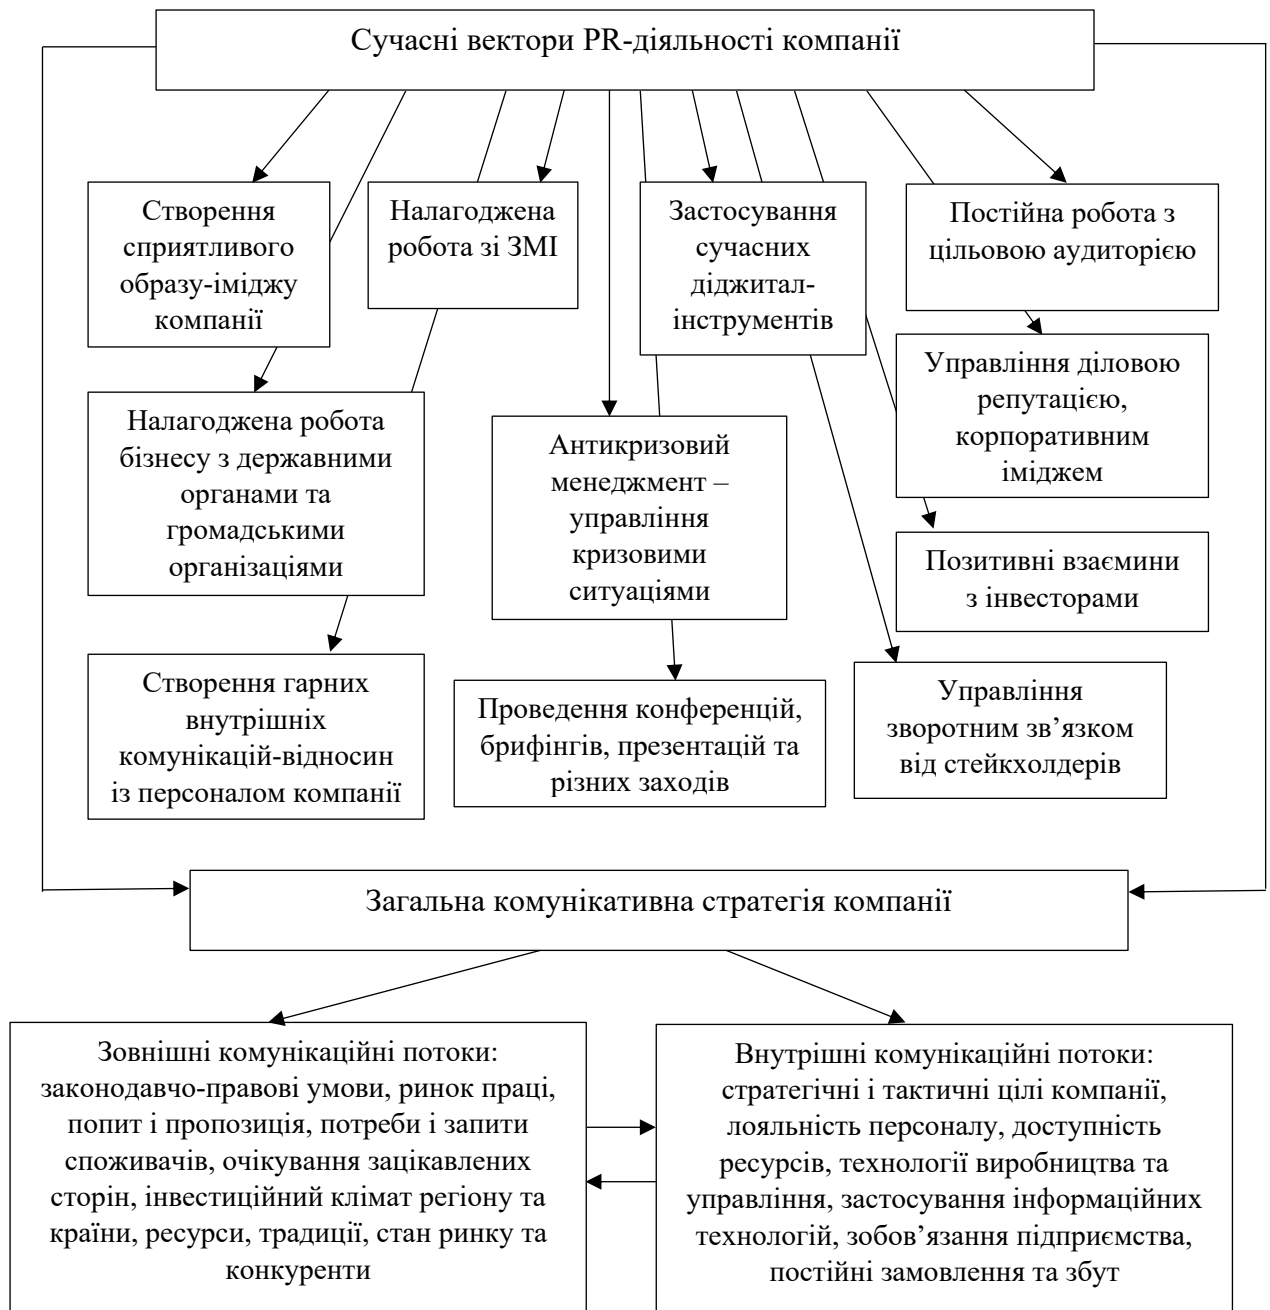 Сучасні вектори PR-діяльності компанії
Створення
сприятливого
образу-іміджу
компанії
Налагоджена
робота зі ЗМІ
Застосування
сучасних
діджитал-
інструментів
Постійна робота з
цільовою аудиторією
Налагоджена робота
бізнесу з державними
органами та
громадськими
організаціями
Антикризовий
менеджмент –
управління
кризовими
ситуаціями
Управління діловою
репутацією,
корпоративним
іміджем
Позитивні взаємини
з інвесторами
Створення гарних
внутрішніх
комунікацій-відносин
із персоналом компанії
Проведення конференцій,
брифінгів, презентацій та
різних заходів
Управління
зворотним зв’язком
від стейкхолдерів
Загальна комунікативна стратегія компанії
Зовнішні комунікаційні потоки:
законодавчо-правові умови, ринок праці,
попит і пропозиція, потреби і запити
споживачів, очікування зацікавлених
сторін, інвестиційний клімат регіону та
країни, ресурси, традиції, стан ринку та
конкуренти
Внутрішні комунікаційні потоки:
стратегічні і тактичні цілі компанії,
лояльність персоналу, доступність
ресурсів, технології виробництва та
управління, застосування інформаційних
технологій, зобов’язання підприємства,
постійні замовлення та збут